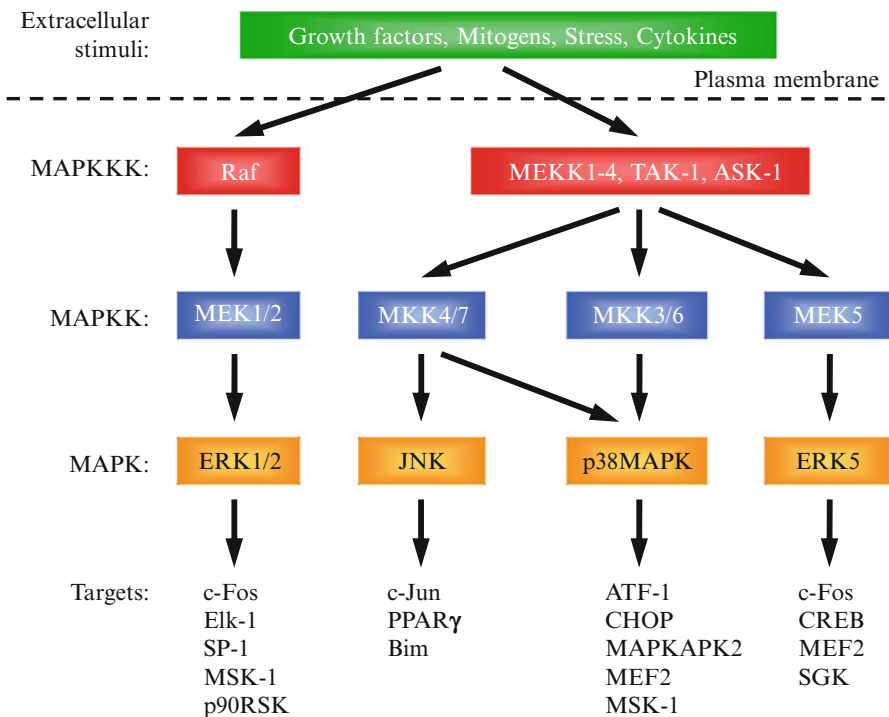 Extracellular
stimuli:
Growth factors, Mitogens, Stress, Cytokines
Plasma membrane
MAPKKK:
Raf
MEKK1-4, TAK-1, ASK-1
MAPKK:
MEK1/2
MKK4/7
MKK3/6
MEK5
MAPK:
ERK1/2
JNK
p38MAPK
ERK5
Targets:
c-Fos
Elk-1
SP-1
MSK-1
p90RSK
c-Jun
PPARγ
Bim
ATF-1
CHOP
MAPKAPK2
MEF2
MSK-1
c-Fos
CREB
MEF2
SGK